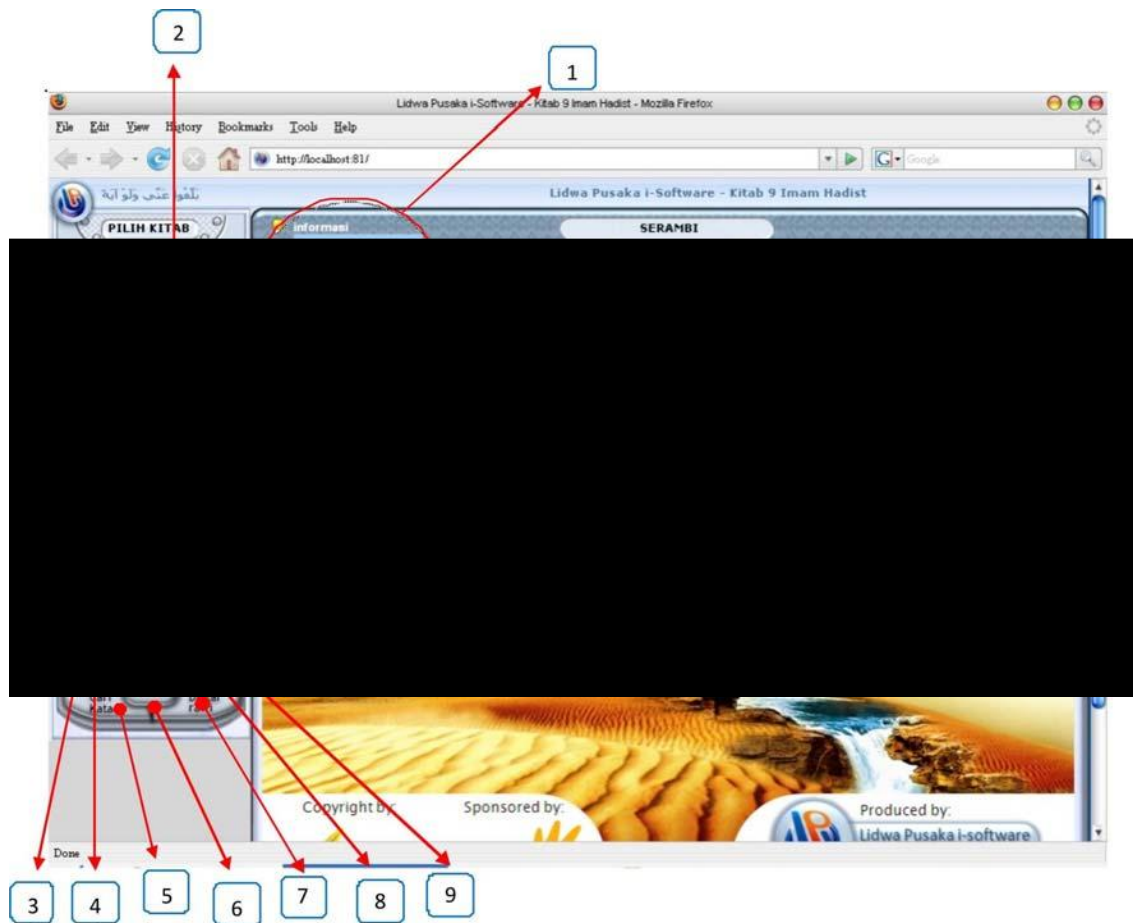 2
1
Lidwa Pusaka i-Software - Kitab 9 Imam Hadist - Mozilla Firefox
File Edit View History Bookmarks Tools Help
http://localhost:81/
Google
Lidwa Pusaka i-Software - Kitab 9 Imam Hadist
PILIH KITAB
informasi
SERAMBI
Kata
Copyright by:
Sponsored by:
Produced by:
Lidwa Pusaka i-software
Done
3
4
5
6
7
8
9